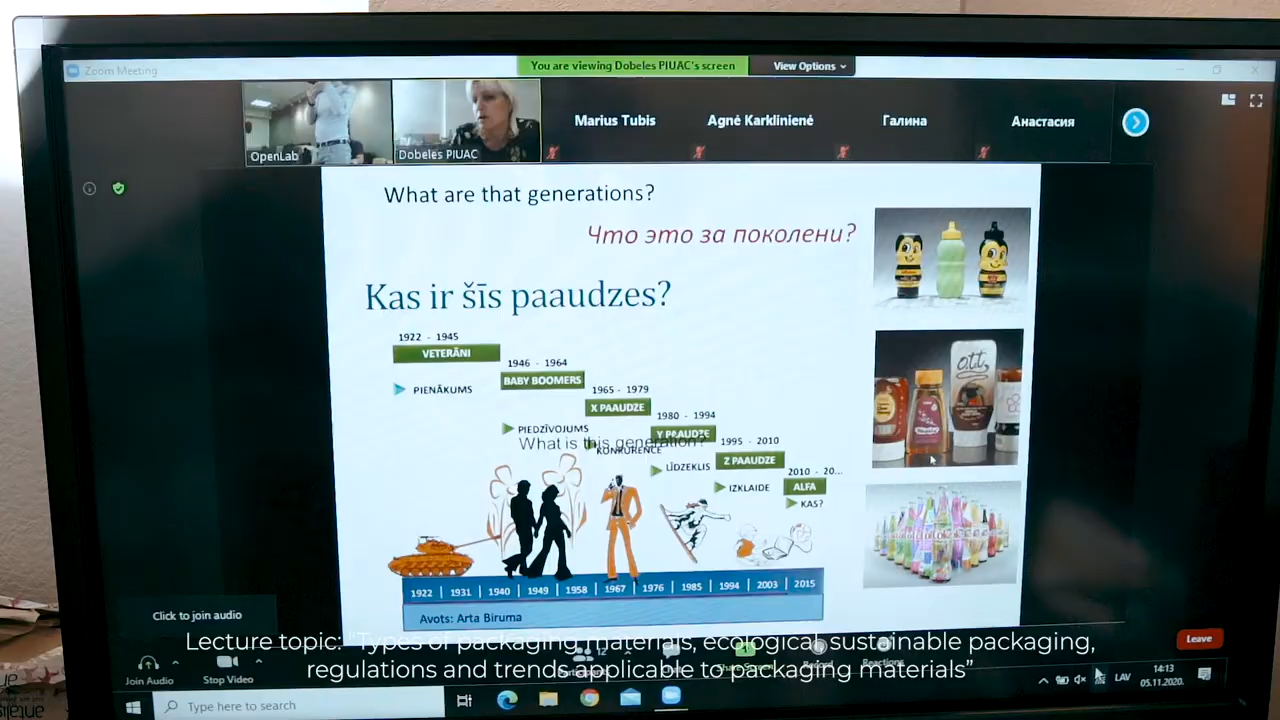 Zoom Meeting
You are viewing Dobeles PIUAC's screen
View Options
OpenLab
Dobeles PIUAC
Marius Tubis
Agnė Karklinienė
Галина
Анастасия
What are that generations?
Что это за поколени?
Kas ir šīs paaudzes?
1922 - 1945
VETERĀNI
PIENĀKUMS
1946 - 1964
BABY BOOMERS
PIEDZĪVOJUMS
1965 - 1979
X PAAUDZE
KONKURENCE
What is this generation?
1980 - 1994
Y PAAUDZE
LĪDZEKLIS
1995 - 2010
Z PAAUDZE
IZKLAIDE
2010 - 20...
ALFA
KAS?
att.
1922 | 1931 | 1940 | 1949 | 1958 | 1967 | 1976 | 1985 | 1994 | 2003 | 2015
Avots: Arta Biruma
Click to join audio
Lecture topic: "Types of packaging materials, ecological, sustainable packaging,
regulations and trends applicable to packaging materials"
Join Audio
Stop Video
Share Screen
Record
Reactions
Leave
Type here to search
LAV
14:13
05.11.2020.